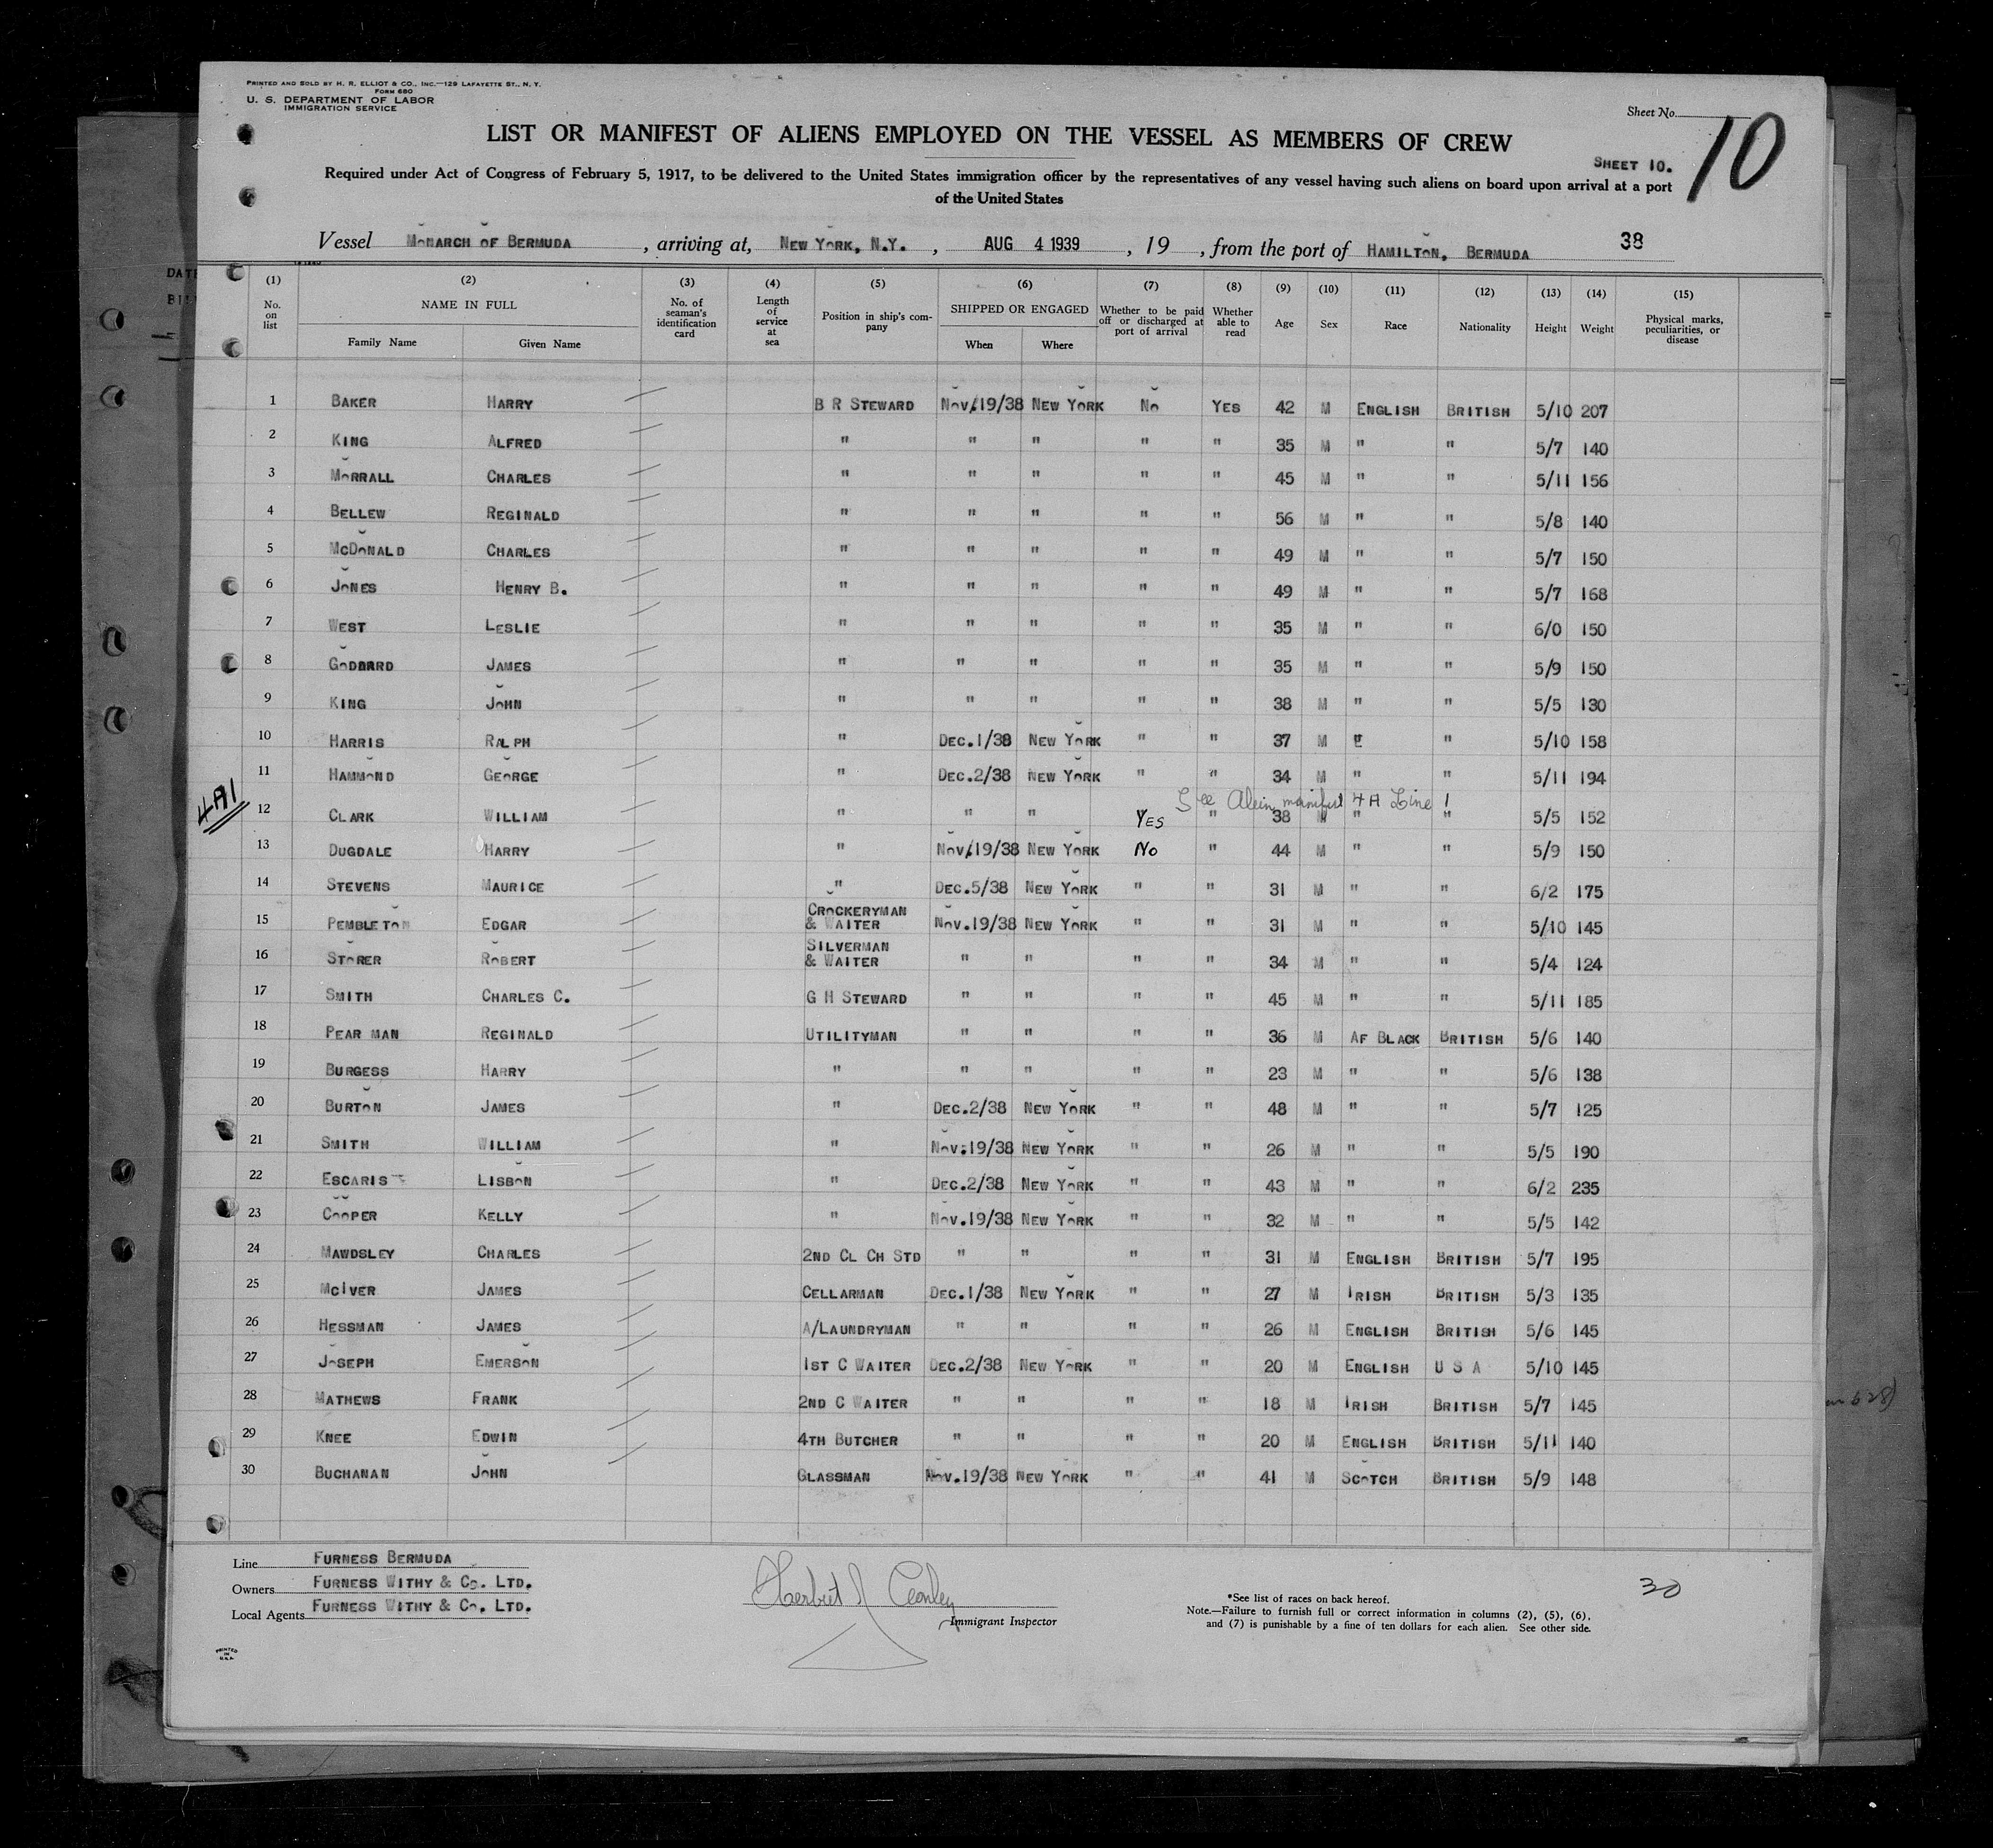 PRINTED AND SOLD BY H. R. ELLIOT & CO., INC.—129 LAFAYETTE ST., N. Y.
FORM 680
U. S. DEPARTMENT OF LABOR
IMMIGRATION SERVICE
Sheet No. 10
LIST OR MANIFEST OF ALIENS EMPLOYED ON THE VESSEL AS MEMBERS OF CREW
SHEET 10.
Required under Act of Congress of February 5, 1917, to be delivered to the United States immigration officer by the representatives of any vessel having such aliens on board upon arrival at a port
of the United States
Vessel MONARCH OF BERMUDA, arriving at, NEW YORK, N.Y., AUG 4 1939, 19 , from the port of HAMILTON, BERMUDA 38
(1) (2) (3) (4) (5) (6) (7) (8) (9) (10) (11) (12) (13) (14) (15)
No. on list NAME IN FULL Family Name Given Name No. of seaman's identification card Length of service at sea Position in ship's company SHIPPED OR ENGAGED When Where Whether to be paid off or discharged at port of arrival Whether able to read Age Sex Race Nationality Height Weight Physical marks, peculiarities, or disease
1 BAKER HARRY B R STEWARD NOV.19/38 NEW YORK NO YES 42 M ENGLISH BRITISH 5/10 207
2 KING ALFRED " " " " " 35 M " " 5/7 140
3 MORRALL CHARLES " " " " " 45 M " " 5/11 156
4 BELLEW REGINALD " " " " " 56 M " " 5/8 140
5 MCDONALD CHARLES " " " " " 49 M " " 5/7 150
6 JONES HENRY B. " " " " " 49 M " " 5/7 168
7 WEST LESLIE " " " " " 35 M " " 6/0 150
8 GODDARD JAMES " " " " " 35 M " " 5/9 150
9 KING JOHN " " " " " 38 M " " 5/5 130
10 HARRIS RALPH " DEC.1/38 NEW YORK " " 37 M " " 5/10 158
11 HAMMOND GEORGE " DEC.2/38 NEW YORK " " 34 M " " 5/11 194
See Alein manifest 4A Line 1
4A1 12 CLARK WILLIAM " " " YES " 38 M " " 5/5 152
13 DUGDALE HARRY " NOV.19/38 NEW YORK NO " 44 M " " 5/9 150
14 STEVENS MAURICE " DEC.5/38 NEW YORK " " 31 M " " 6/2 175
15 PEMBLETON EDGAR CROCKERYMAN & WAITER NOV.19/38 NEW YORK " " 31 M " " 5/10 145
16 STORER ROBERT SILVERMAN & WAITER " " " " 34 M " " 5/4 124
17 SMITH CHARLES C. G H STEWARD " " " " 45 M " " 5/11 185
18 PEAR MAN REGINALD UTILITYMAN " " " " 36 M AF BLACK BRITISH 5/6 140
19 BURGESS HARRY " " " " " 23 M " " 5/6 138
20 BURTON JAMES " DEC.2/38 NEW YORK " " 48 M " " 5/7 125
21 SMITH WILLIAM " NOV.19/38 NEW YORK " " 26 M " " 5/5 190
22 ESCARIS LISBON " DEC.2/38 NEW YORK " " 43 M " " 6/2 235
23 COOPER KELLY " NOV.19/38 NEW YORK " " 32 M " " 5/5 142
24 MAWDSLEY CHARLES 2ND CL CH STD " " " " 31 M ENGLISH BRITISH 5/7 195
25 MCIVER JAMES CELLARMAN DEC.1/38 NEW YORK " " 27 M IRISH BRITISH 5/3 135
26 HESSMAN JAMES A/LAUNDRYMAN " " " " 26 M ENGLISH BRITISH 5/6 145
27 JOSEPH EMERSON 1ST C WAITER DEC.2/38 NEW YORK " " 20 M ENGLISH U S A 5/10 145
28 MATHEWS FRANK 2ND C WAITER " " " " 18 M IRISH BRITISH 5/7 145
29 KNEE EDWIN 4TH BUTCHER " " " " 20 M ENGLISH BRITISH 5/11 140
30 BUCHANAN JOHN GLASSMAN NOV.19/38 NEW YORK " " 41 M SCOTCH BRITISH 5/9 148
Line FURNESS BERMUDA
Owners FURNESS WITHY & CO. LTD.
Local Agents FURNESS WITHY & CO. LTD.
Herbert J Conley
Immigrant Inspector
30
*See list of races on back hereof.
Note.—Failure to furnish full or correct information in columns (2), (5), (6),
and (7) is punishable by a fine of ten dollars for each alien. See other side.
PRINTED
IN
U.S.A.